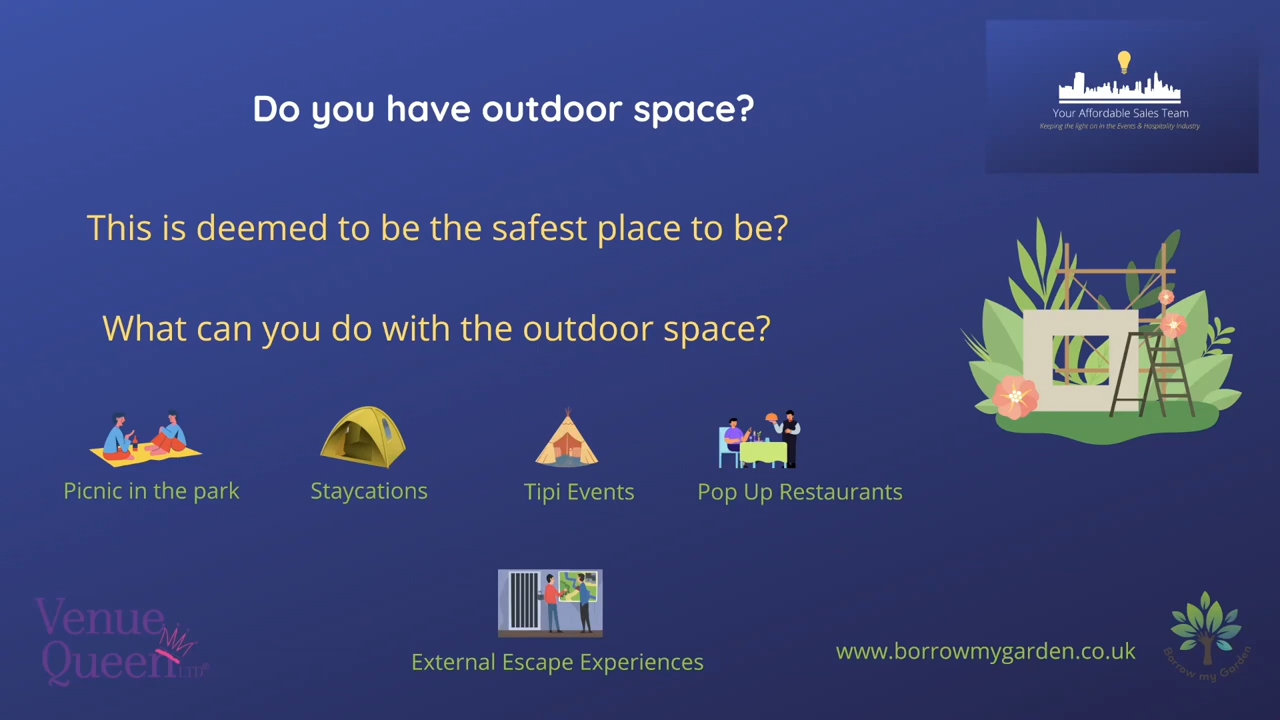 Do you have outdoor space?
Your Affordable Sales Team
Keeping the light on in the Events & Hospitality Industry
This is deemed to be the safest place to be?
What can you do with the outdoor space?
Picnic in the park
Staycations
Tipi Events
Pop Up Restaurants
External Escape Experiences
Venue
Queen LTD®
www.borrowmygarden.co.uk
Borrow my Garden